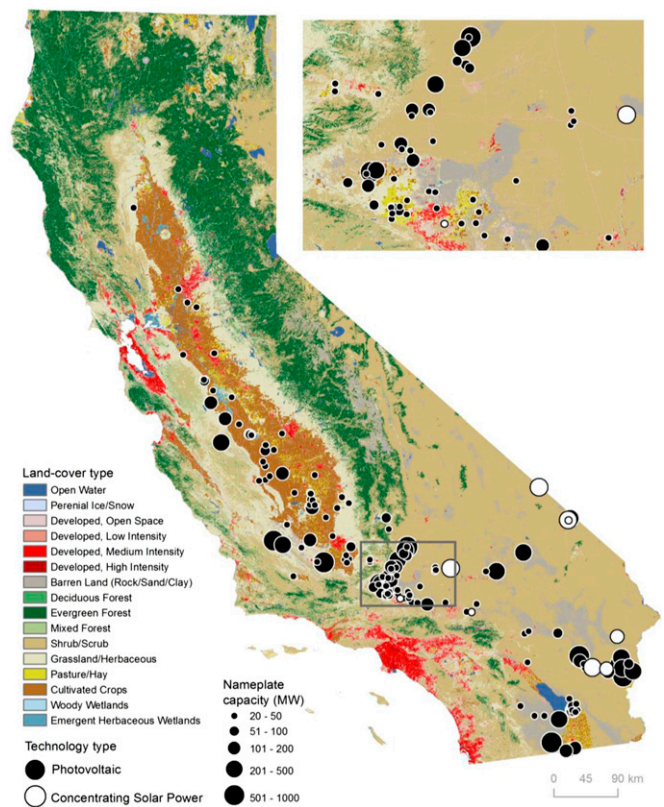 Land-cover type
Open Water
Perenial Ice/Snow
Developed, Open Space
Developed, Low Intensity
Developed, Medium Intensity
Developed, High Intensity
Barren Land (Rock/Sand/Clay)
Deciduous Forest
Evergreen Forest
Mixed Forest
Shrub/Scrub
Grassland/Herbaceous
Pasture/Hay
Cultivated Crops
Woody Wetlands
Emergent Herbaceous Wetlands
Technology type
Photovoltaic
Concentrating Solar Power
Nameplate
capacity (MW)
20 - 50
51 - 100
101 - 200
201 - 500
501 - 1000
0 45 90 km